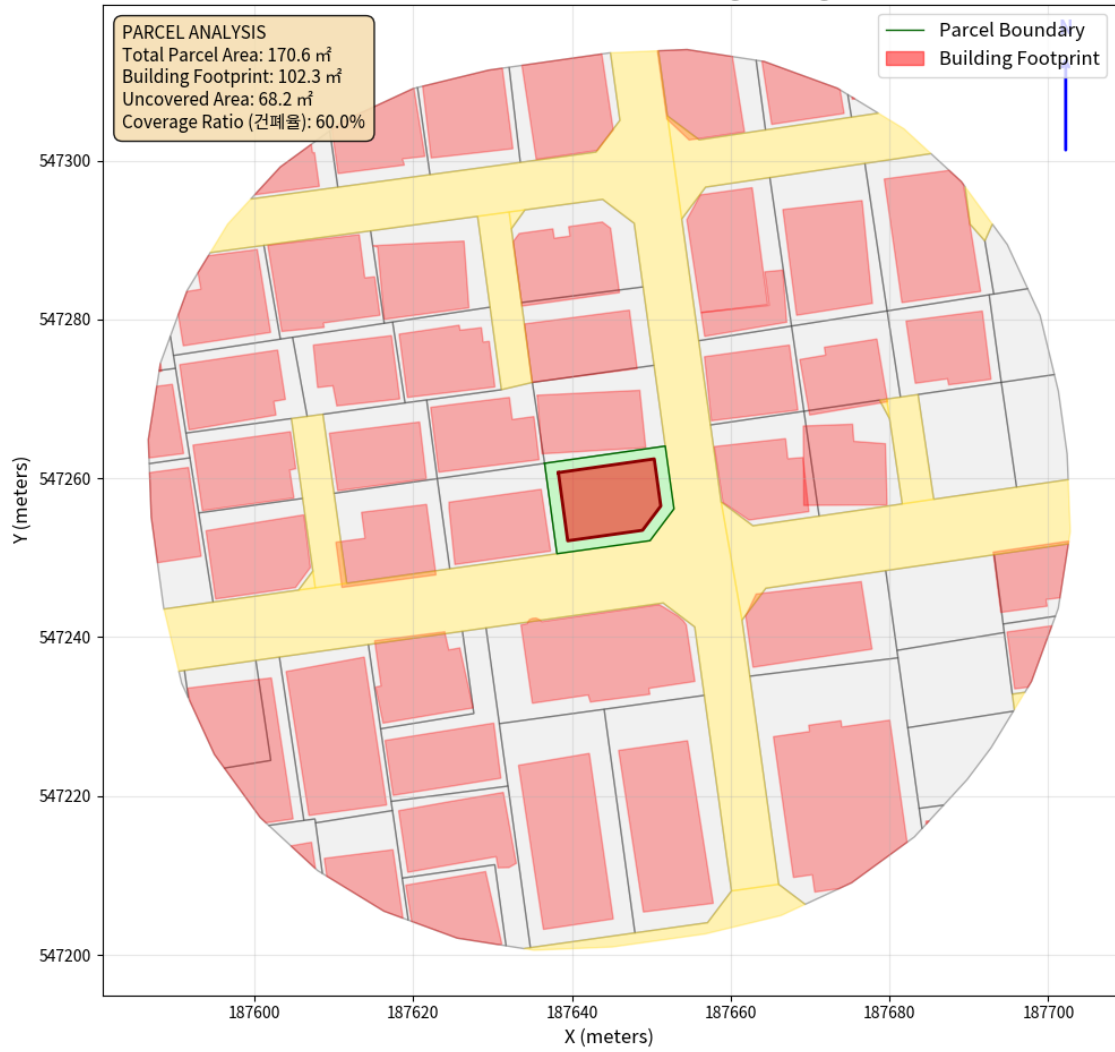 PARCEL ANALYSIS
Total Parcel Area: 170.6 ㎡
Building Footprint: 102.3 ㎡
Uncovered Area: 68.2 ㎡
Coverage Ratio (건폐율): 60.0%
Parcel Boundary
Building Footprint
N
547300
547280
547260
547240
547220
547200
Y (meters)
187600
187620
187640
187660
187680
187700
X (meters)